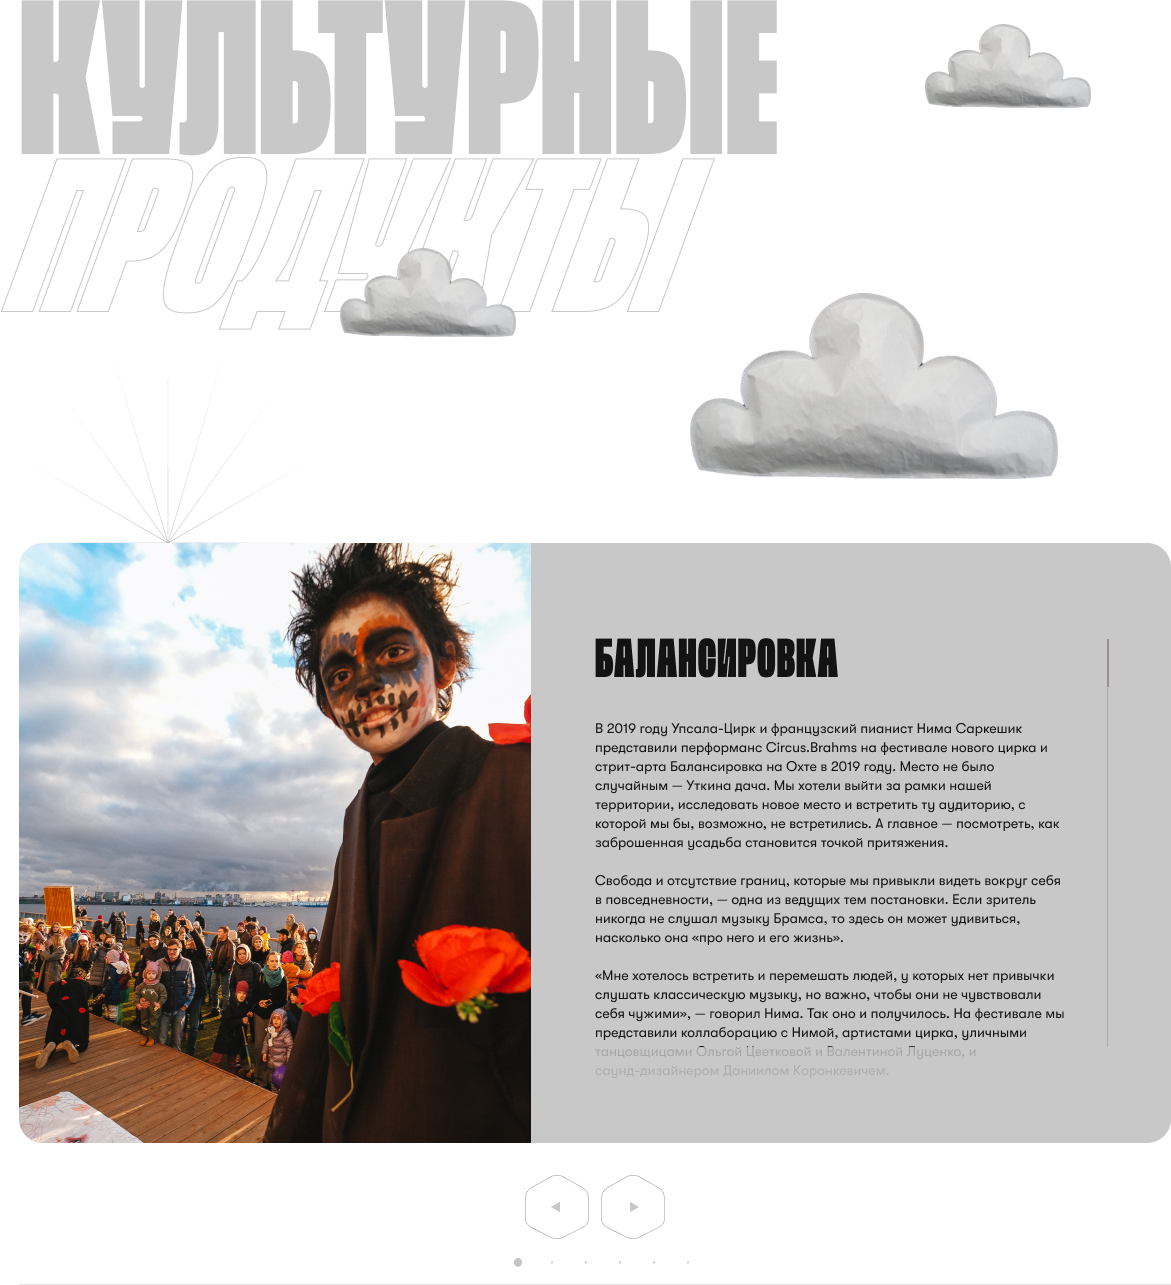 КУЛЬТУРНЫЕ
ПРОДУКТЫ
БАЛАНСИРОВКА
В 2019 году Упсала-Цирк и французский пианист Нима Саркешик
представили перформанс Circus.Brahms на фестивале нового цирка и
стрит-арта Балансировка на Охте в 2019 году. Место не было
случайным — Уткина дача. Мы хотели выйти за рамки нашей
территории, исследовать новое место и встретить ту аудиторию, с
которой мы бы, возможно, не встретились. А главное — посмотреть, как
заброшенная усадьба становится точкой притяжения.
Свобода и отсутствие границ, которые мы привыкли видеть вокруг себя
в повседневности, — одна из ведущих тем постановки. Если зритель
никогда не слушал музыку Брамса, то здесь он может удивиться,
насколько она «про него и его жизнь».
«Мне хотелось встретить и перемешать людей, у которых нет привычки
слушать классическую музыку, но важно, чтобы они не чувствовали
себя чужими», — говорил Нима. Так оно и получилось. На фестивале мы
представили коллаборацию с Нимой, артистами цирка, уличными
танцовщицами Ольгой Цветковой и Валентиной Луценко, и
саунд-дизайнером Даниилом Коронкевичем.